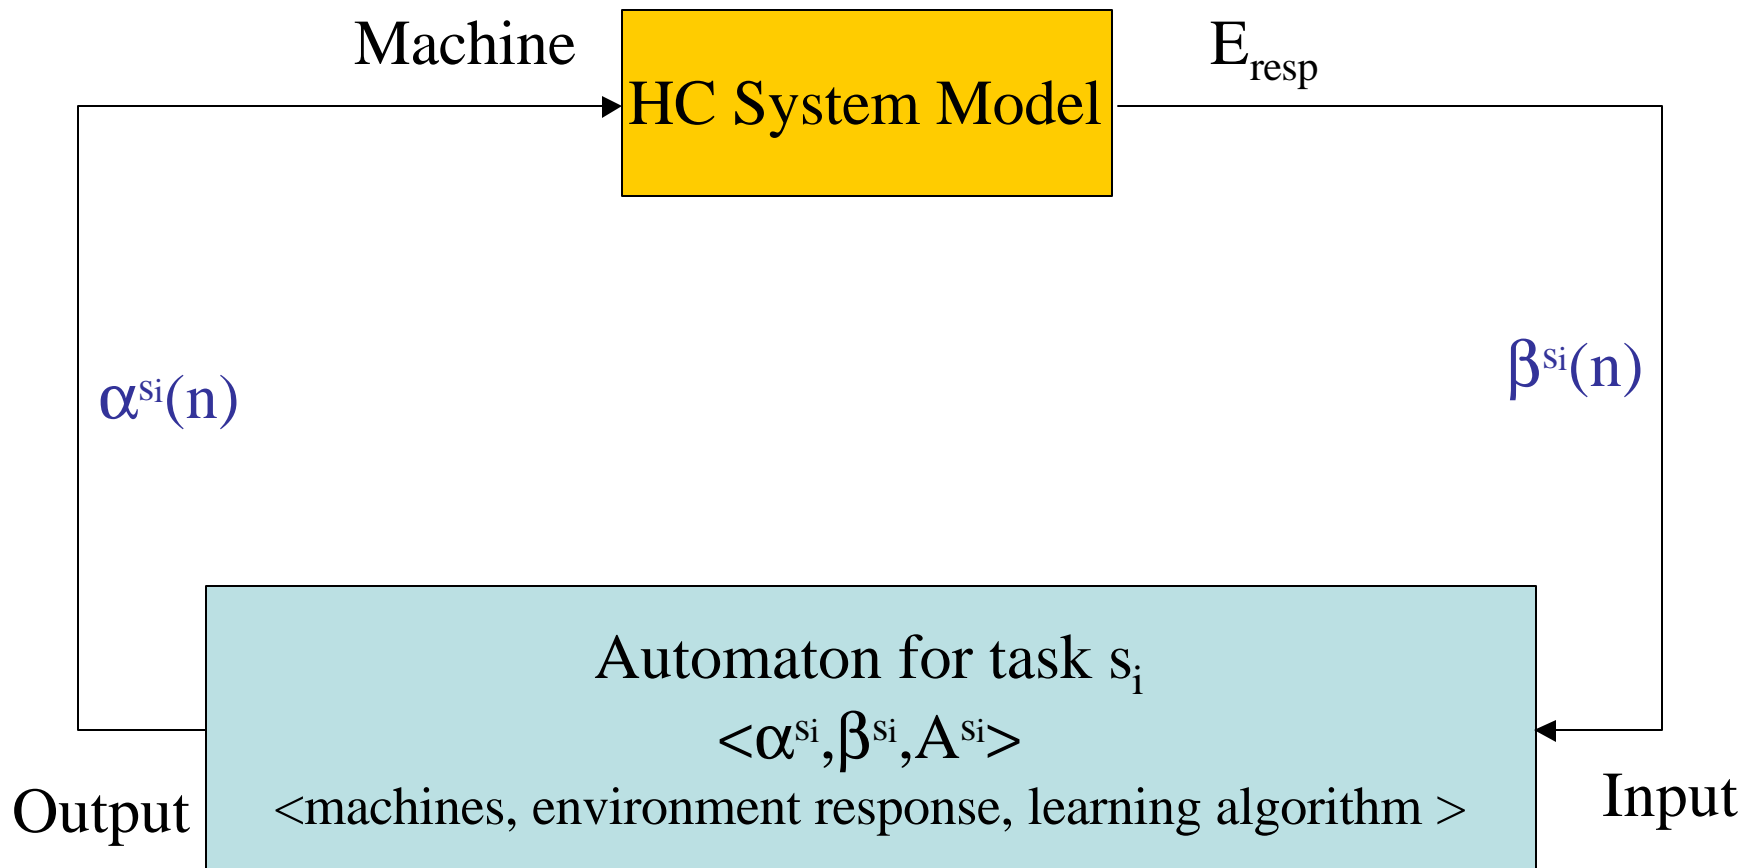 Machine
E_resp
HC System Model
α^si(n)
β^si(n)
Automaton for task s_i
<α^si,β^si,A^si>
<machines, environment response, learning algorithm >
Output
Input